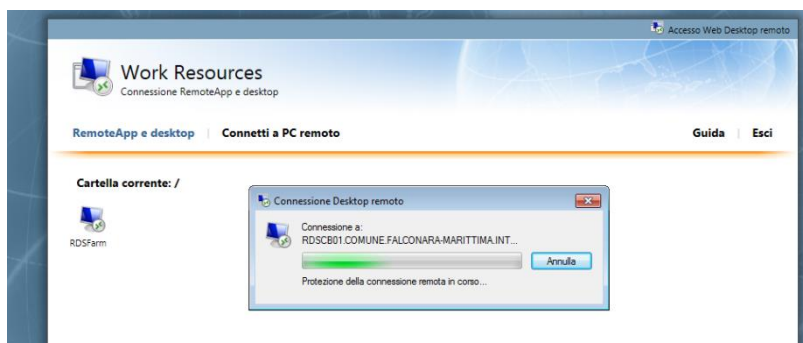 Accesso Web Desktop remoto
Work Resources
Connessione RemoteApp e desktop
RemoteApp e desktop | Connetti a PC remoto Guida | Esci
Cartella corrente: /
RDSFarm
Connessione Desktop remoto
Connessione a:
RDSCB01.COMUNE.FALCONARA-MARITTIMA.INT...
Annulla
Protezione della connessione remota in corso...